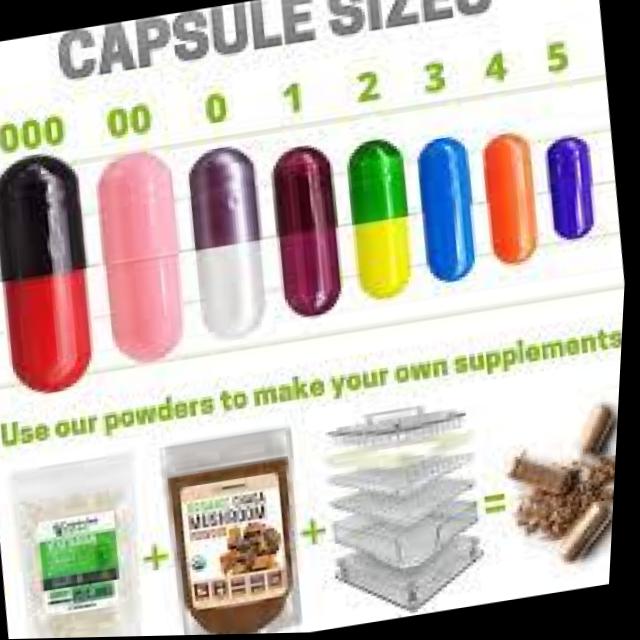 CAPSULE SIZES
000 00 0 1 2 3 4 5
Use our powders to make your own supplements
+ + =
ORGANIC CHAGA
MUSHROOM
POWDER